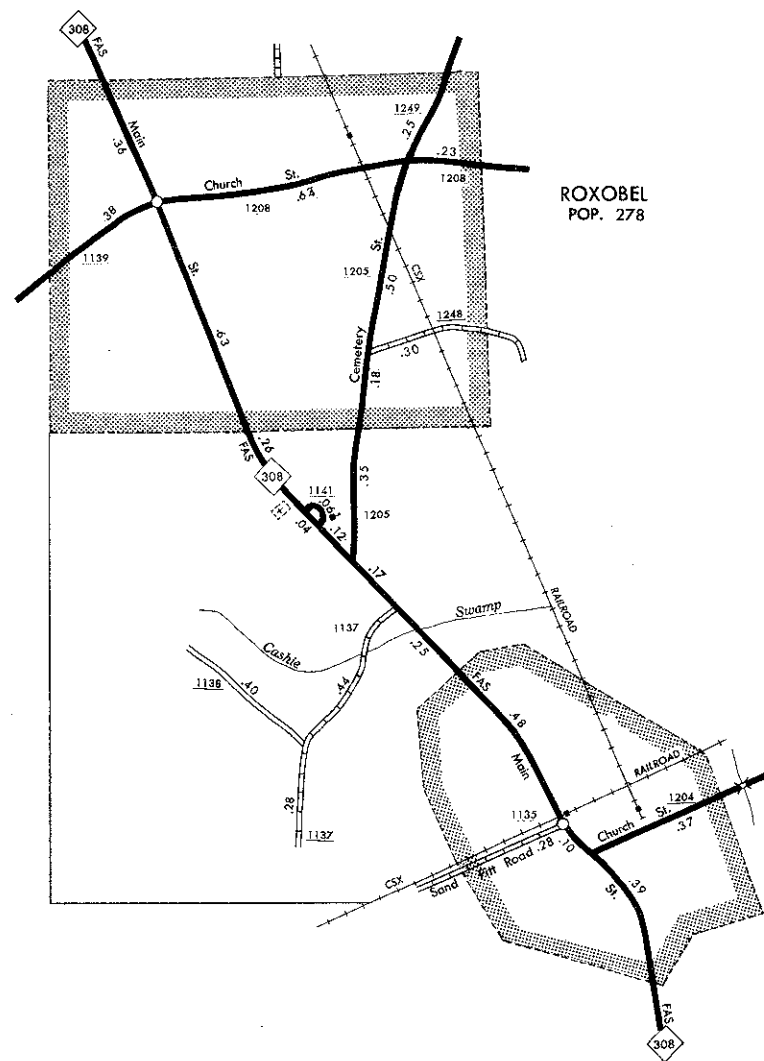 308
FAS
Main
.36
1249
.25
.23
1208
Church St.
.62
1208
ROXOBEL
POP. 278
.38
1139
St.
.63
1205
St.
.50
CSX
1248
.30
Cemetery
.18
.26
FAS
308
1141
.06
.04
.12
.35
1205
.17
1137
Cashie Swamp
.25
RAILROAD
1136
.40
.44
FAS
.48
.28
1137
Main
RAILROAD
1135
1204
Church St.
.37
CSX
Sand Pitt Road .28
.10
.39
St.
FAS
308